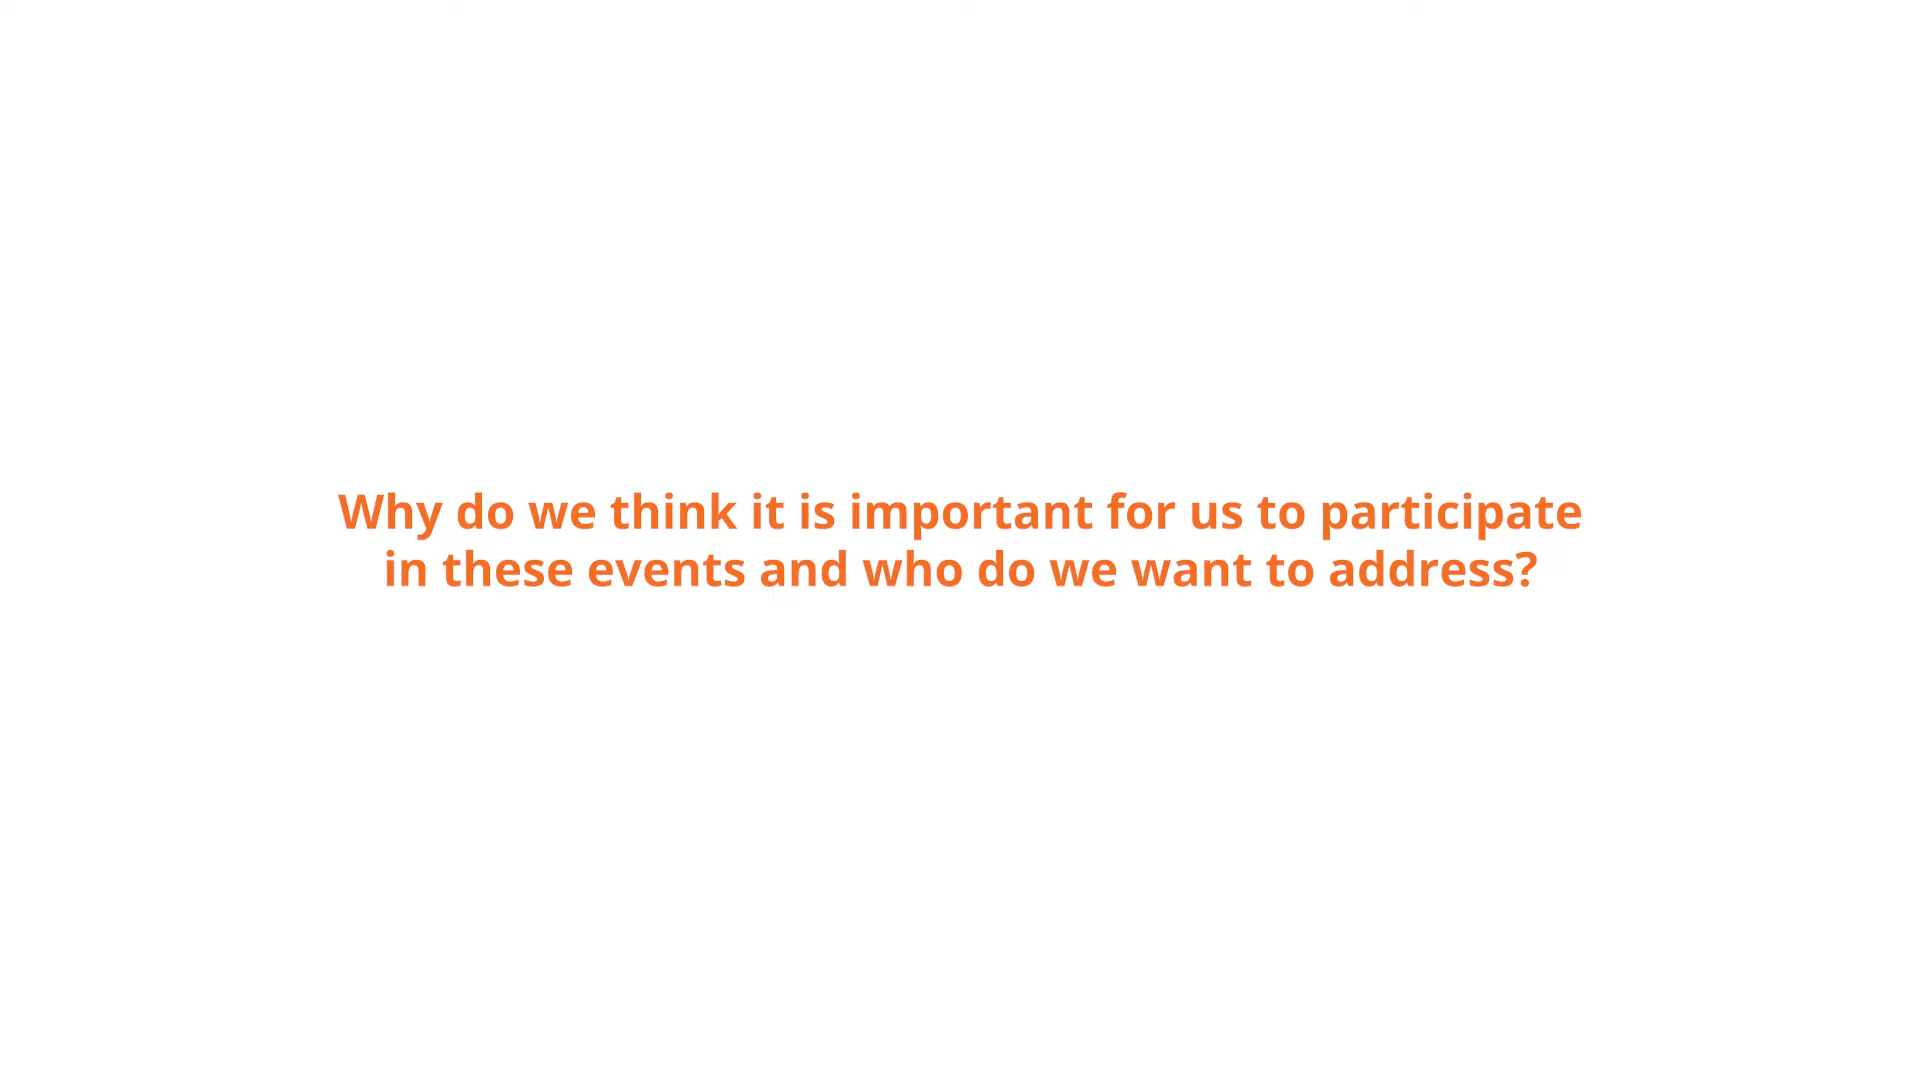 Why do we think it is important for us to participate
in these events and who do we want to address?